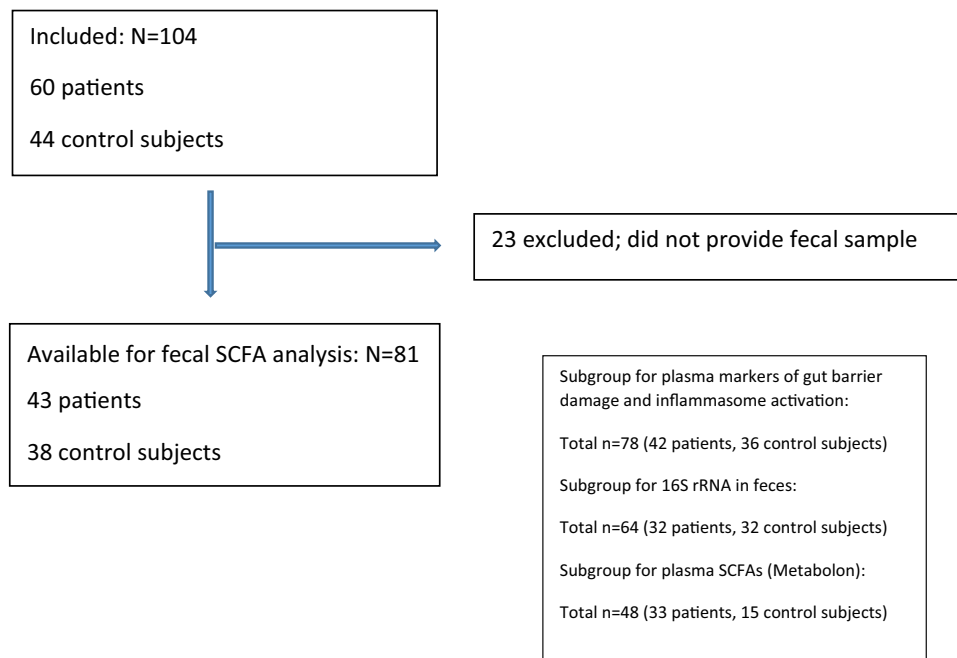 Included: N=104
60 patients
44 control subjects
23 excluded; did not provide fecal sample
Available for fecal SCFA analysis: N=81
43 patients
38 control subjects
Subgroup for plasma markers of gut barrier
damage and inflammasome activation:
Total n=78 (42 patients, 36 control subjects)
Subgroup for 16S rRNA in feces:
Total n=64 (32 patients, 32 control subjects)
Subgroup for plasma SCFAs (Metabolon):
Total n=48 (33 patients, 15 control subjects)